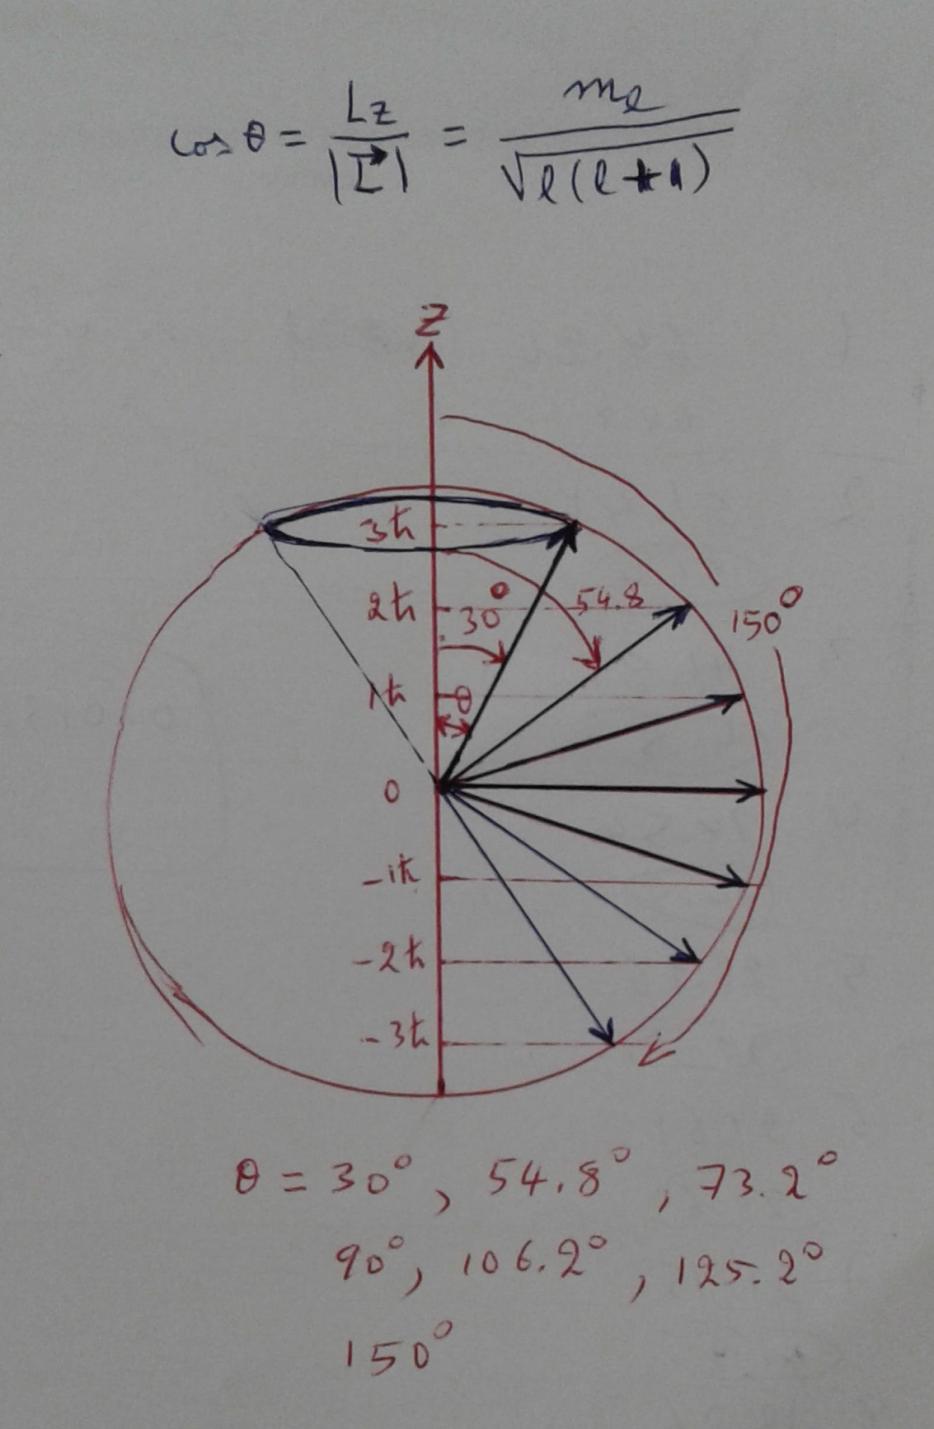 cos θ = Lz / |L⃗| = mℓ / √ℓ(ℓ+1)
Z
3ħ
2ħ 30° 54.8
150°
1ħ θ
0
-1ħ
-2ħ
-3ħ
θ = 30°, 54.8°, 73.2°
90°, 106.2°, 125.2°
150°